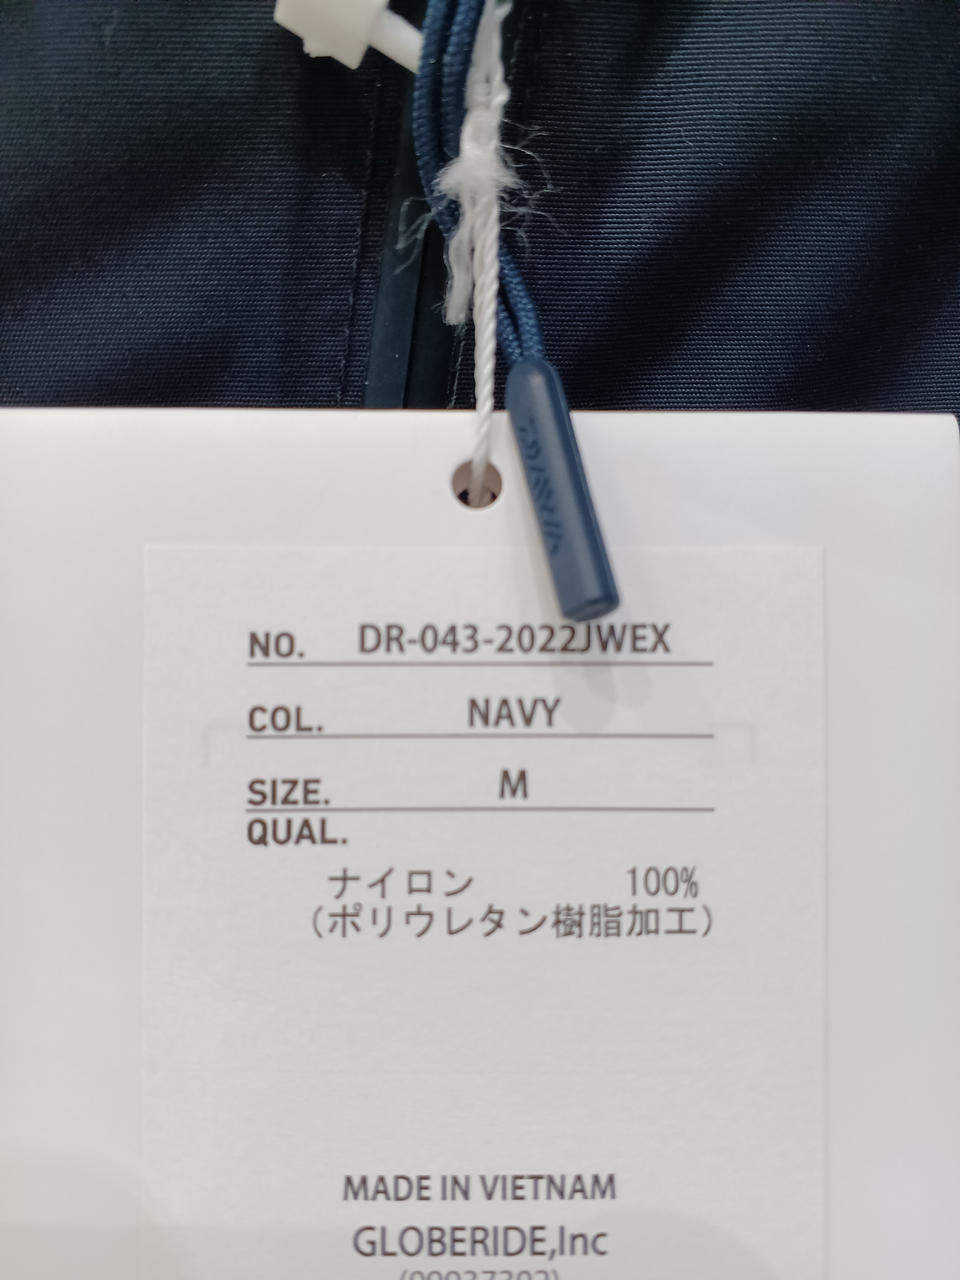 DAIWA
NO. DR-043-2022JWEX
COL. NAVY
SIZE. M
QUAL.
ナイロン 100%
（ポリウレタン樹脂加工）
MADE IN VIETNAM
GLOBERIDE,Inc